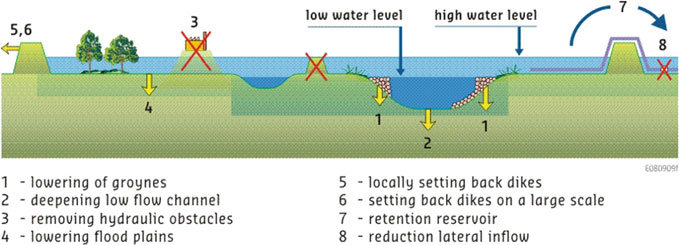 5,6
3
low water level
high water level
7
8
4
1
1
2
E080909f
1 - lowering of groynes
2 - deepening low flow channel
3 - removing hydraulic obstacles
4 - lowering flood plains
5 - locally setting back dikes
6 - setting back dikes on a large scale
7 - retention reservoir
8 - reduction lateral inflow